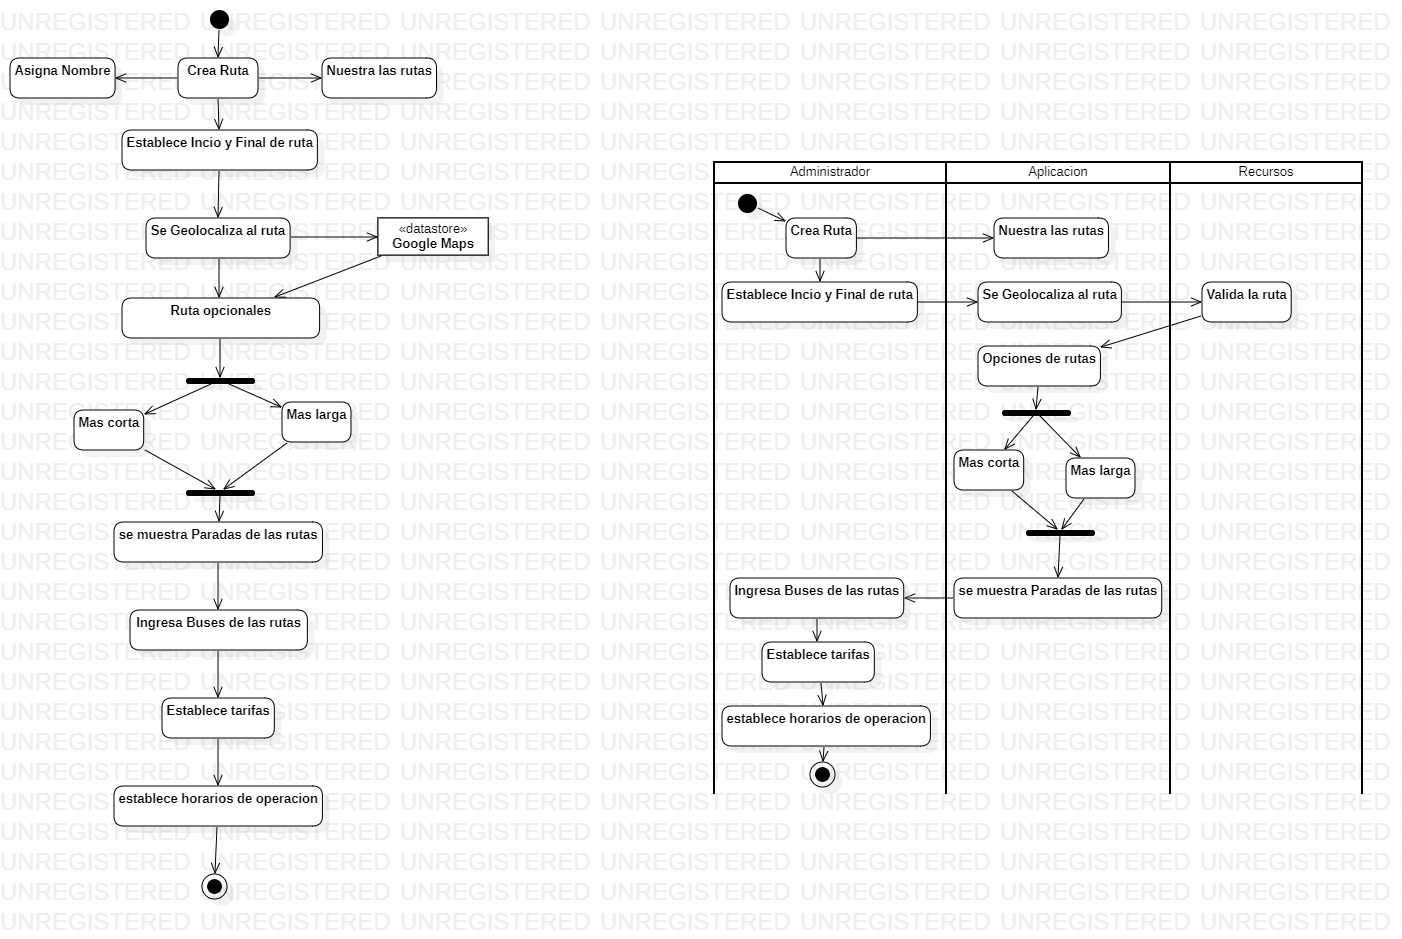 Asigna Nombre
Crea Ruta
Nuestra las rutas
Establece Incio y Final de ruta
Se Geolocaliza al ruta
«datastore»
Google Maps
Ruta opcionales
Mas corta
Mas larga
se muestra Paradas de las rutas
Ingresa Buses de las rutas
Establece tarifas
establece horarios de operacion
Administrador
Aplicacion
Recursos
Crea Ruta
Nuestra las rutas
Establece Incio y Final de ruta
Se Geolocaliza al ruta
Valida la ruta
Opciones de rutas
Mas corta
Mas larga
Ingresa Buses de las rutas
se muestra Paradas de las rutas
Establece tarifas
establece horarios de operacion
UNREGISTERED